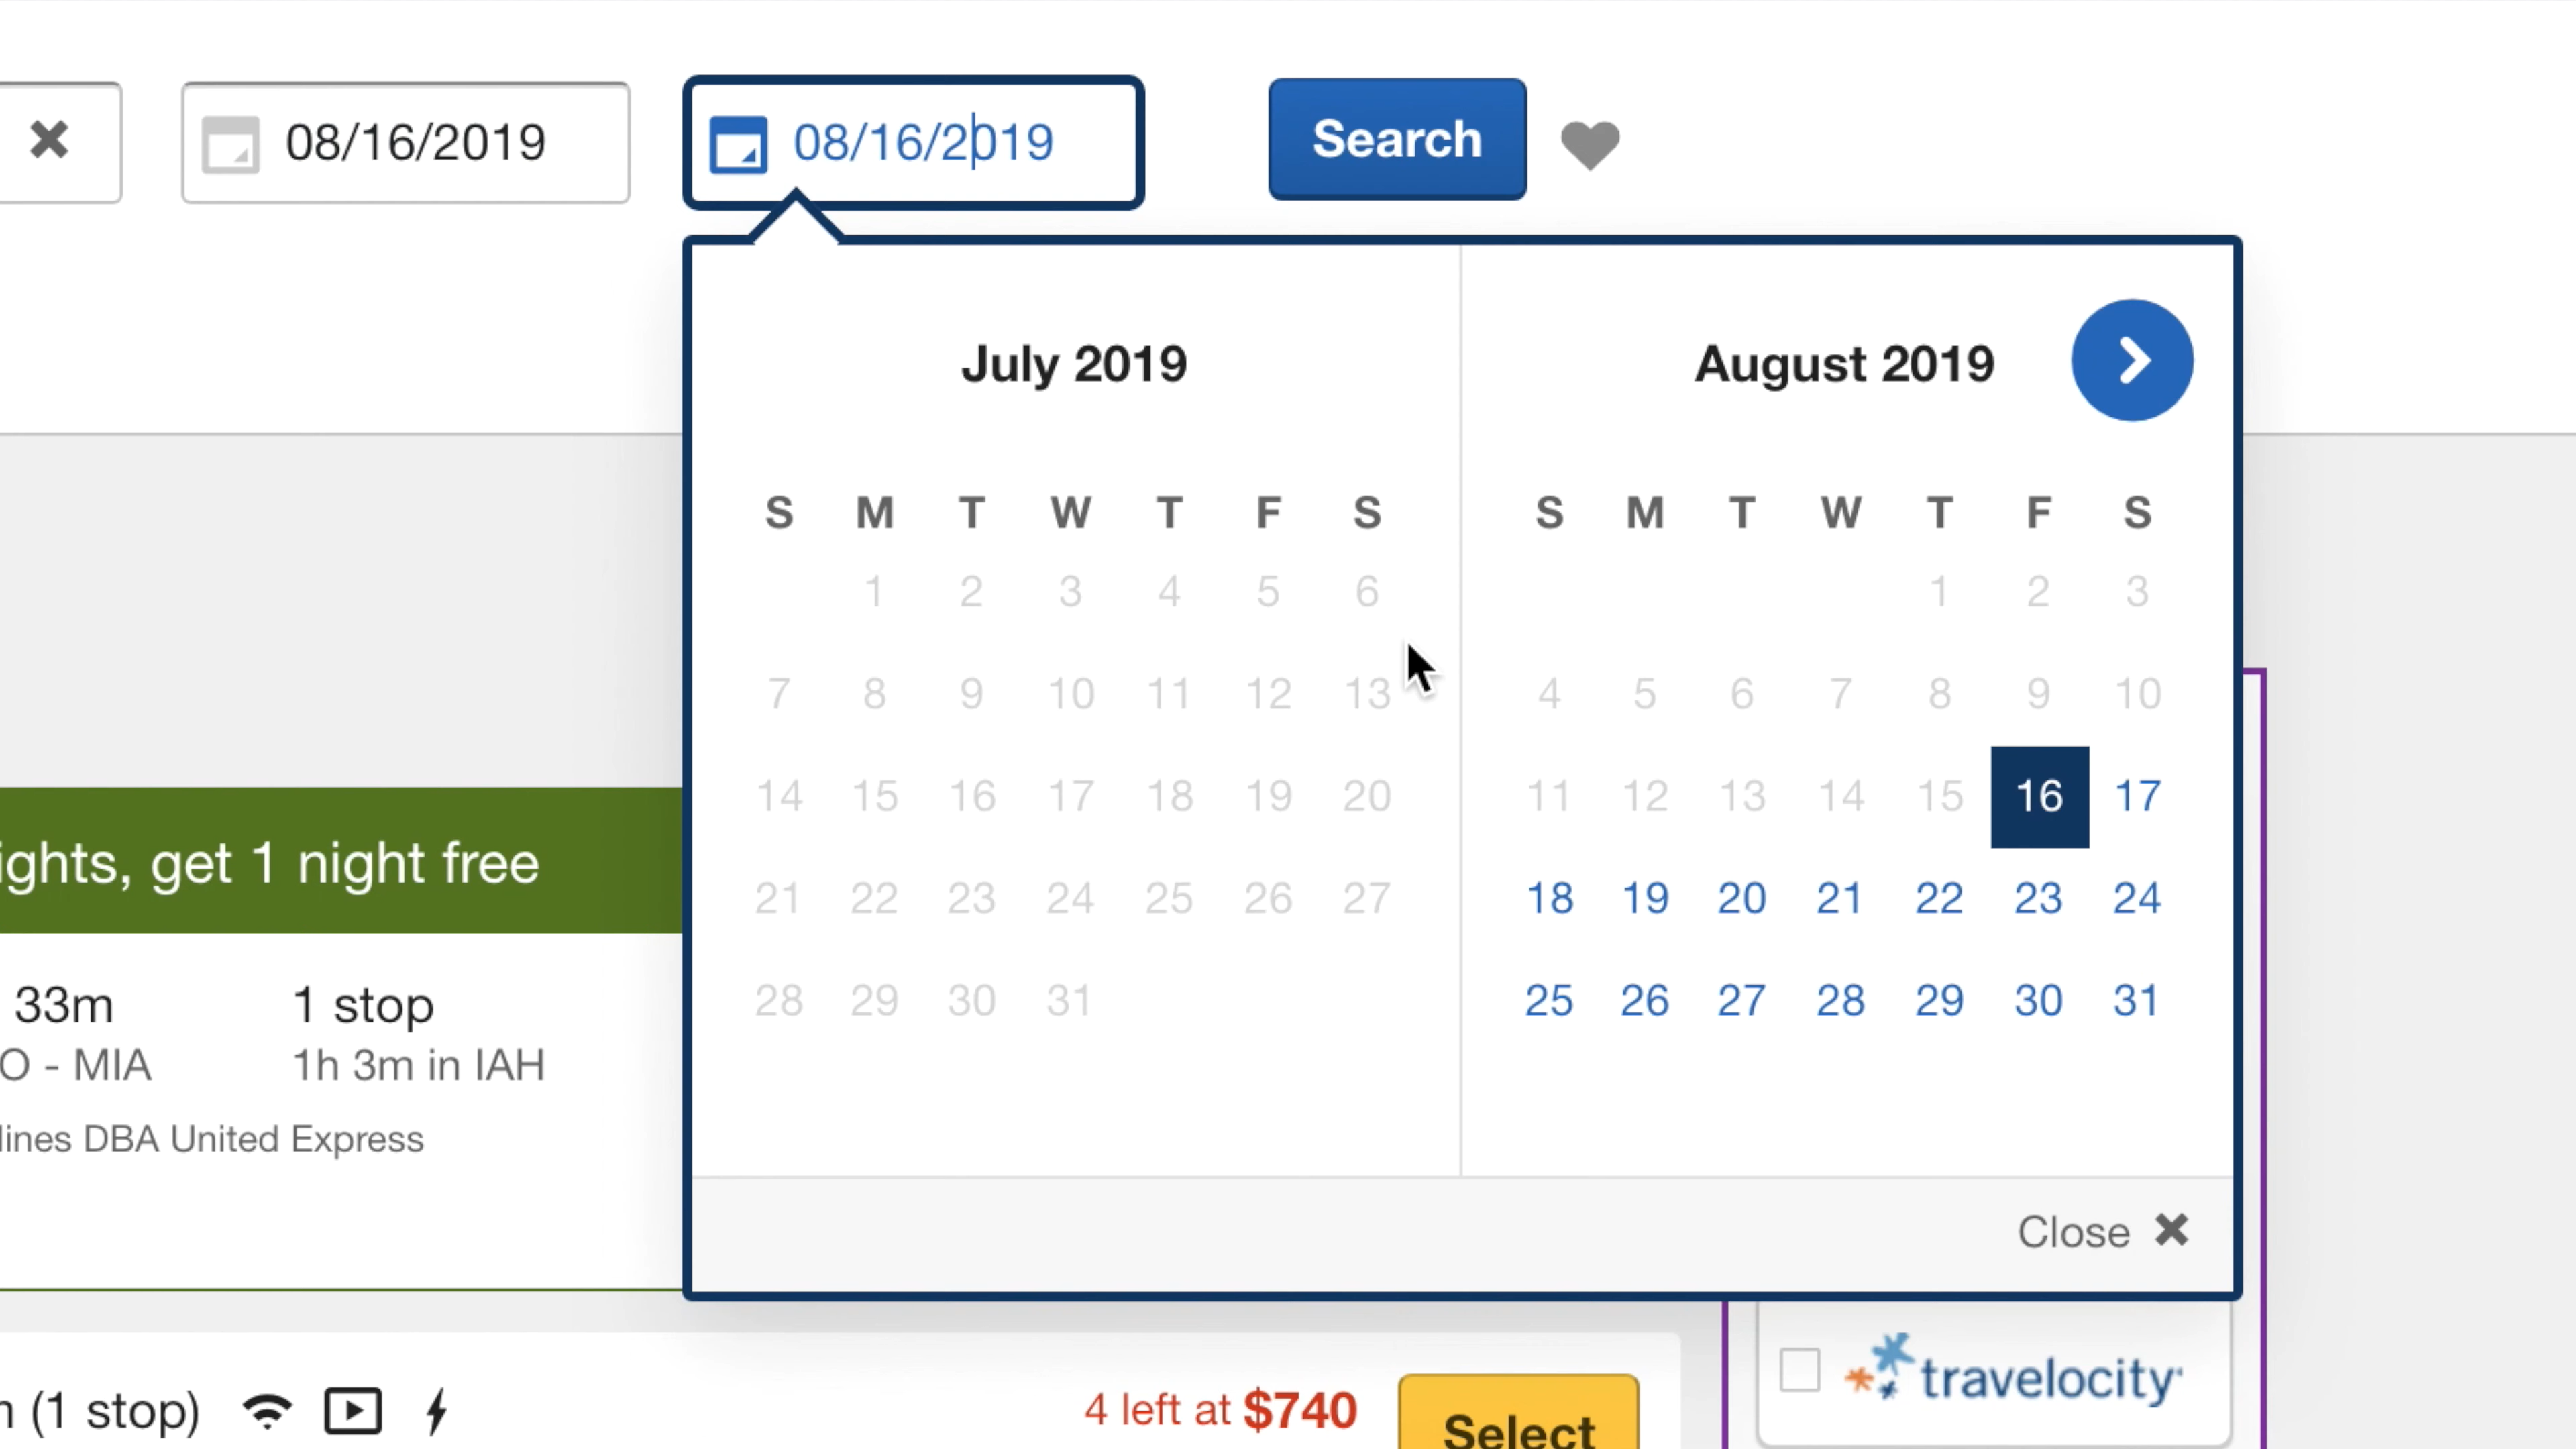 08/16/2019
08/16/2019
Search
July 2019
August 2019
S M T W T F S
1 2 3 4 5 6
7 8 9 10 11 12 13
14 15 16 17 18 19 20
21 22 23 24 25 26 27
28 29 30 31
S M T W T F S
1 2 3
4 5 6 7 8 9 10
11 12 13 14 15 16 17
18 19 20 21 22 23 24
25 26 27 28 29 30 31
Close
ights, get 1 night free
33m
1 stop
O - MIA
1h 3m in IAH
lines DBA United Express
(1 stop)
4 left at $740
Select
travelocity